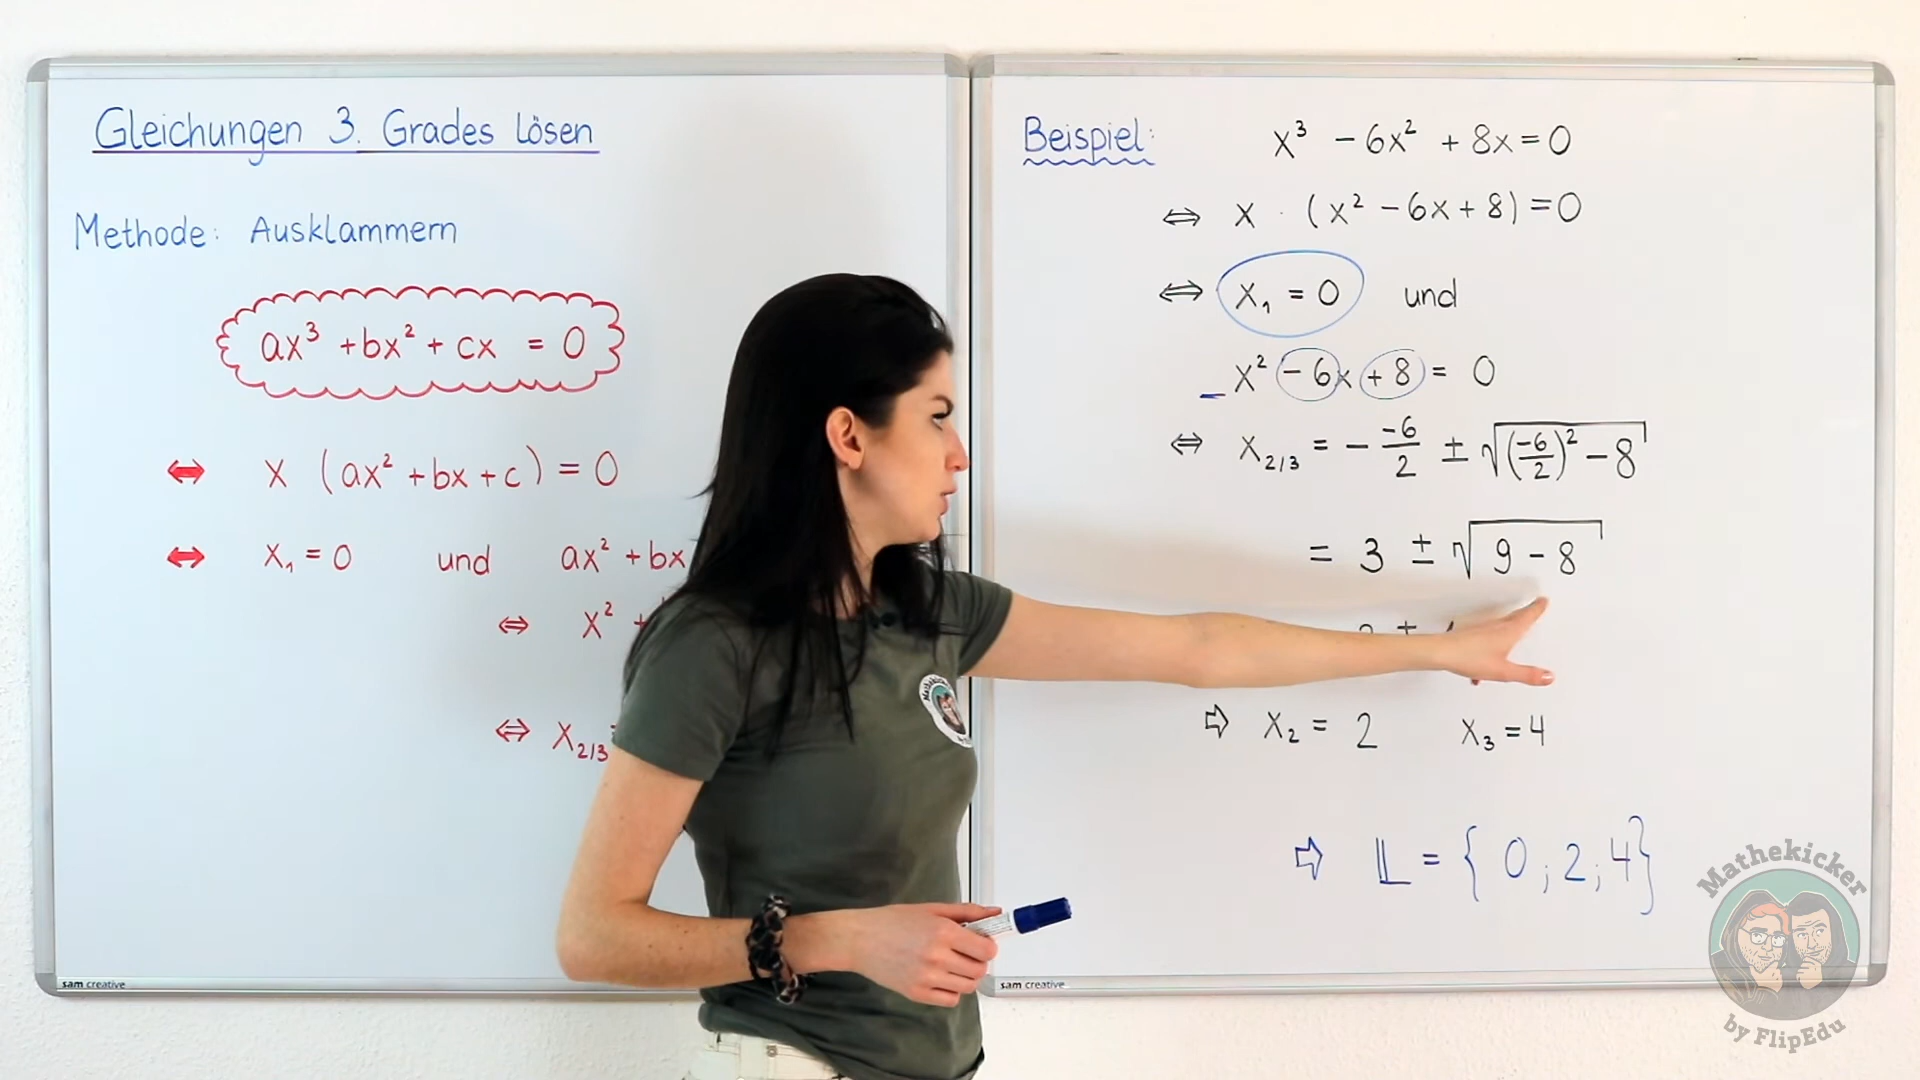 Gleichungen 3. Grades lösen
Methode: Ausklammern
ax³ + bx² + cx = 0
⇔ x (ax² + bx + c) = 0
⇔ x₁ = 0 und ax² + bx
⇔ x² +
⇔ x₂/₃
sam creative
Beispiel: x³ - 6x² + 8x = 0
⇔ x · (x² - 6x + 8) = 0
⇔ x₁ = 0 und
x² - 6x + 8 = 0
⇔ x₂/₃ = - -6/2 ± √((-6/2)² - 8)
= 3 ± √(9 - 8)
⇨ x₂ = 2 x₃ = 4
⇨ 𝕃 = { 0 ; 2 ; 4 }
sam creative
Mathekicker
by FlipEdu